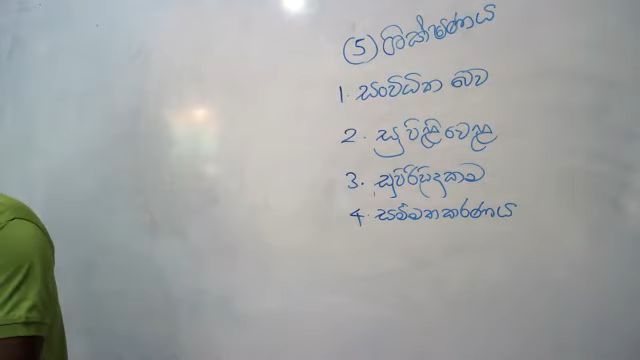 (5) ශික්ෂණය
1. සංවිධිත බව
2. සුපිළිවෙළ
3. සුපිරිසිදුකම
4. සම්මතකරණය